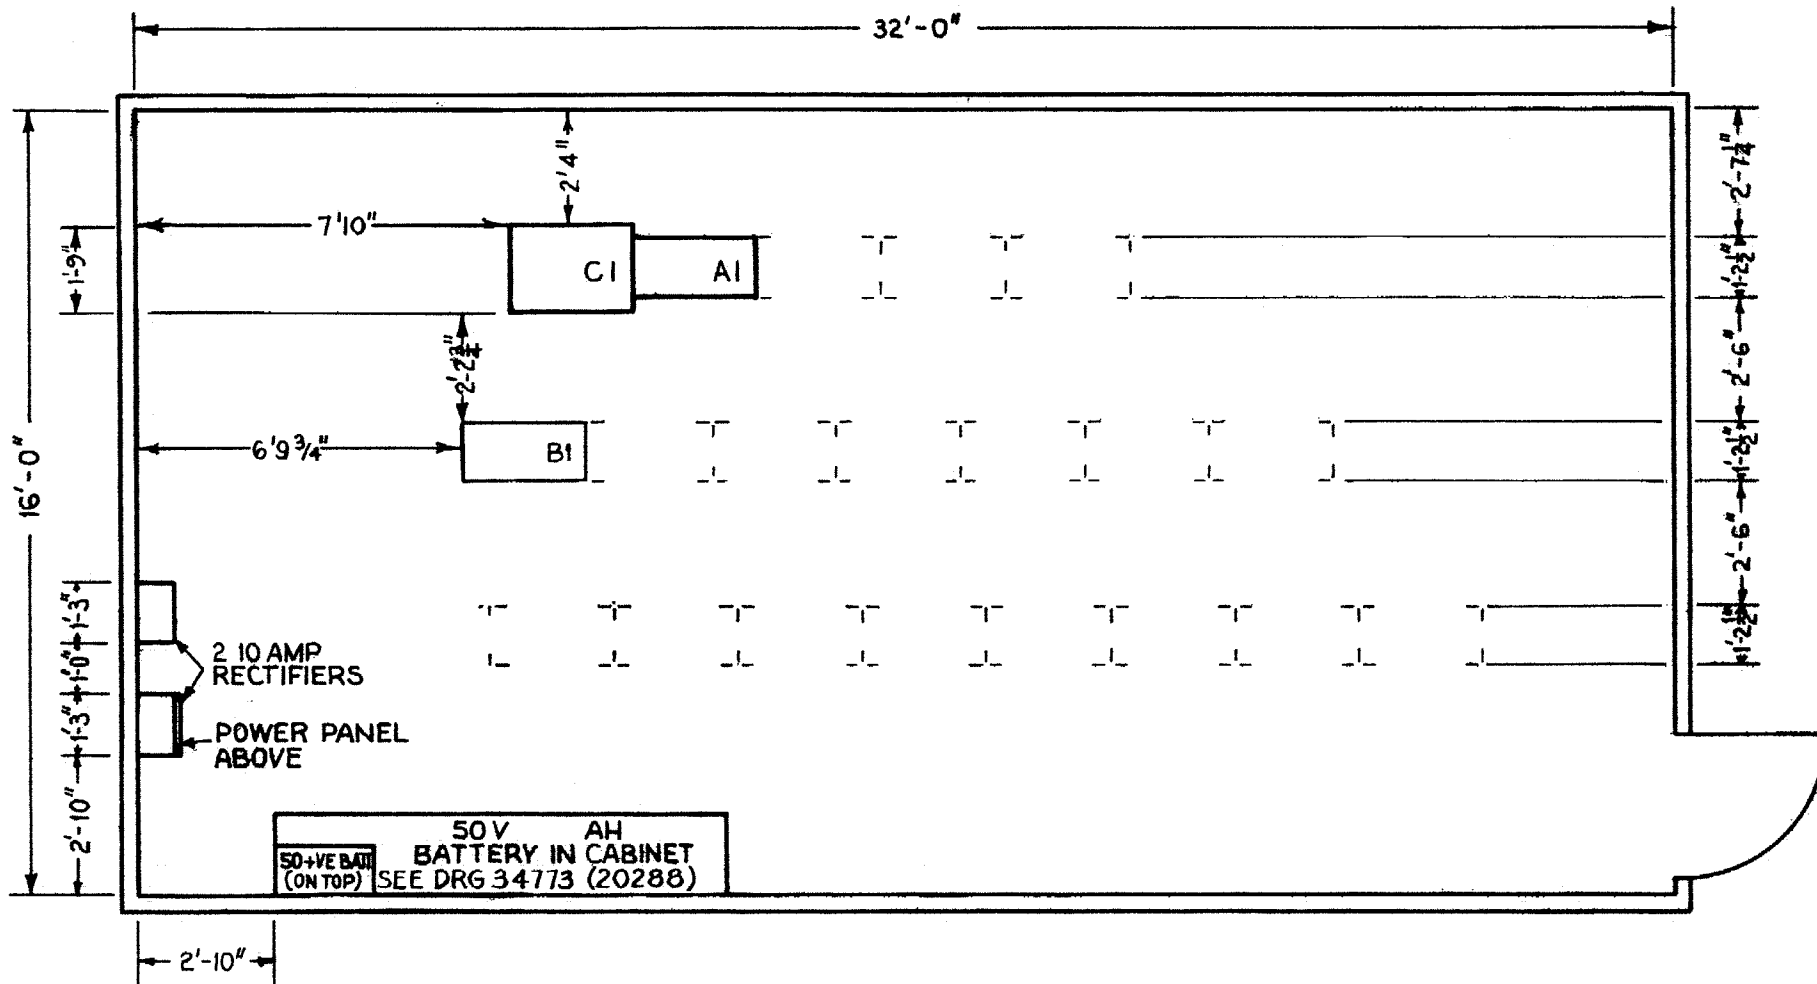 32'-0"
2'4"
2'-7¼"
7'10"
1'-9"
C1
A1
1'-2½"
2'-2¾"
2'-6"
6'9¾"
B1
1'-2½"
16'-0"
2'-6"
1'-3"
1'-2½"
1'-0"
2 10 AMP
RECTIFIERS
1'-3"
POWER PANEL
ABOVE
2'-10"
50V AH
BATTERY IN CABINET
50+VE BATT
(ON TOP)
SEE DRG 34773 (20288)
2'-10"